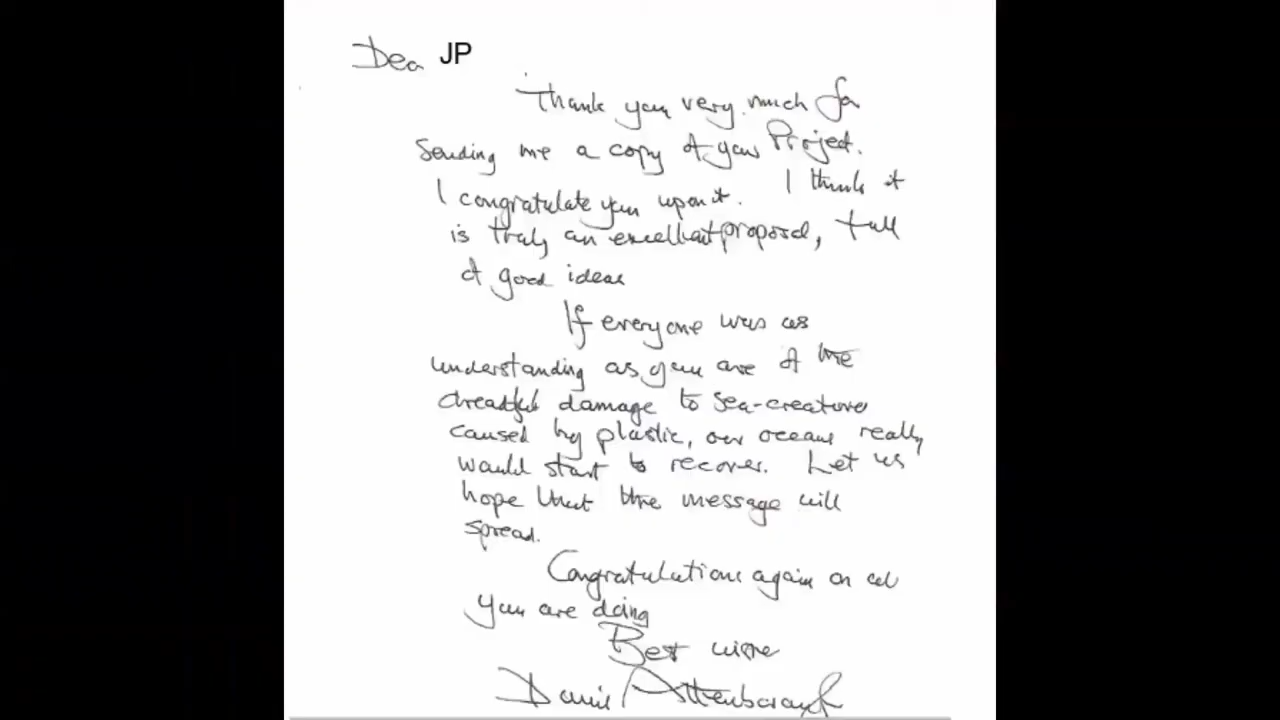 Dear JP
Thank you very much for
sending me a copy of your Project.
I congratulate you upon it. I think it
is truly an excellent proposal, full
of good ideas
If everyone was as
understanding as you are of the
dreadful damage to sea-creatures
caused by plastic, our oceans really
would start to recover. Let us
hope that the message will
spread.
Congratulations again on all
you are doing
Best wishes
David Attenborough